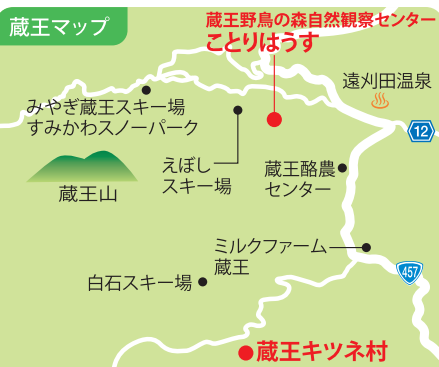 蔵王マップ
蔵王野鳥の森自然観察センター
ことりはうす
遠刈田温泉
みやぎ蔵王スキー場
すみかわスノーパーク
12
えぼし
スキー場
蔵王酪農
センター
蔵王山
ミルクファーム
蔵王
457
白石スキー場
蔵王キツネ村